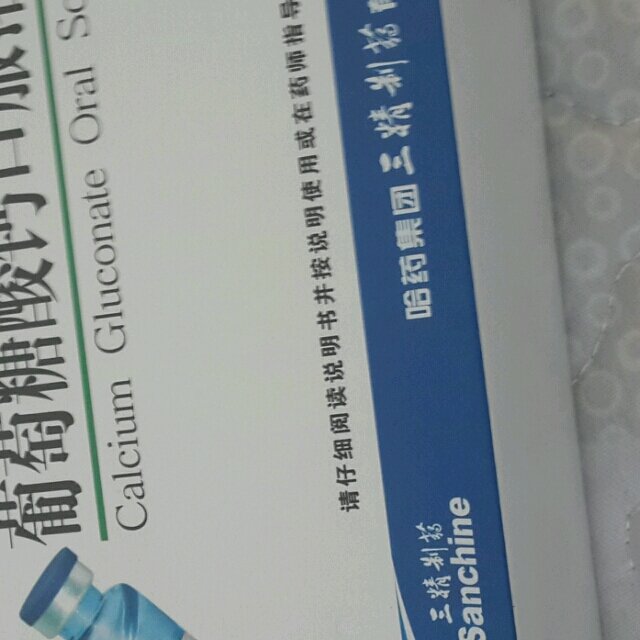 葡萄糖酸钙口服
Calcium Gluconate Oral So
请仔细阅读说明书并按说明使用或在药师指导
哈药集团三精制药
三精制药
Sanchine